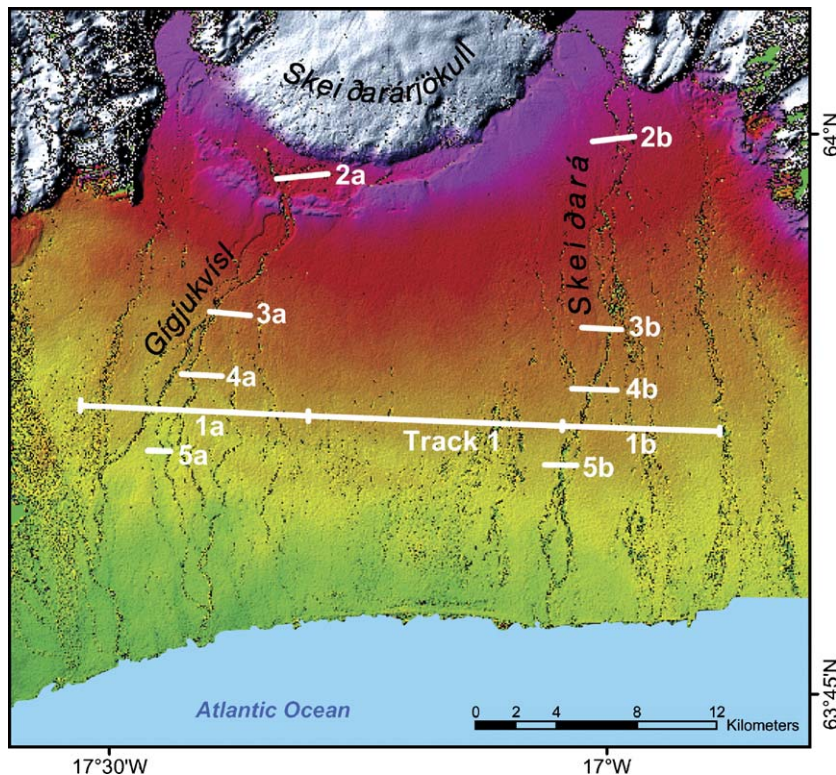 Skeiðarárjökull
64°N
2b
2a
Skeiðará
Gígjukvísl
3a
3b
4a
4b
1a
Track 1
1b
5a
5b
63°45'N
Atlantic Ocean
0 2 4 8 12
Kilometers
17°30'W
17°W